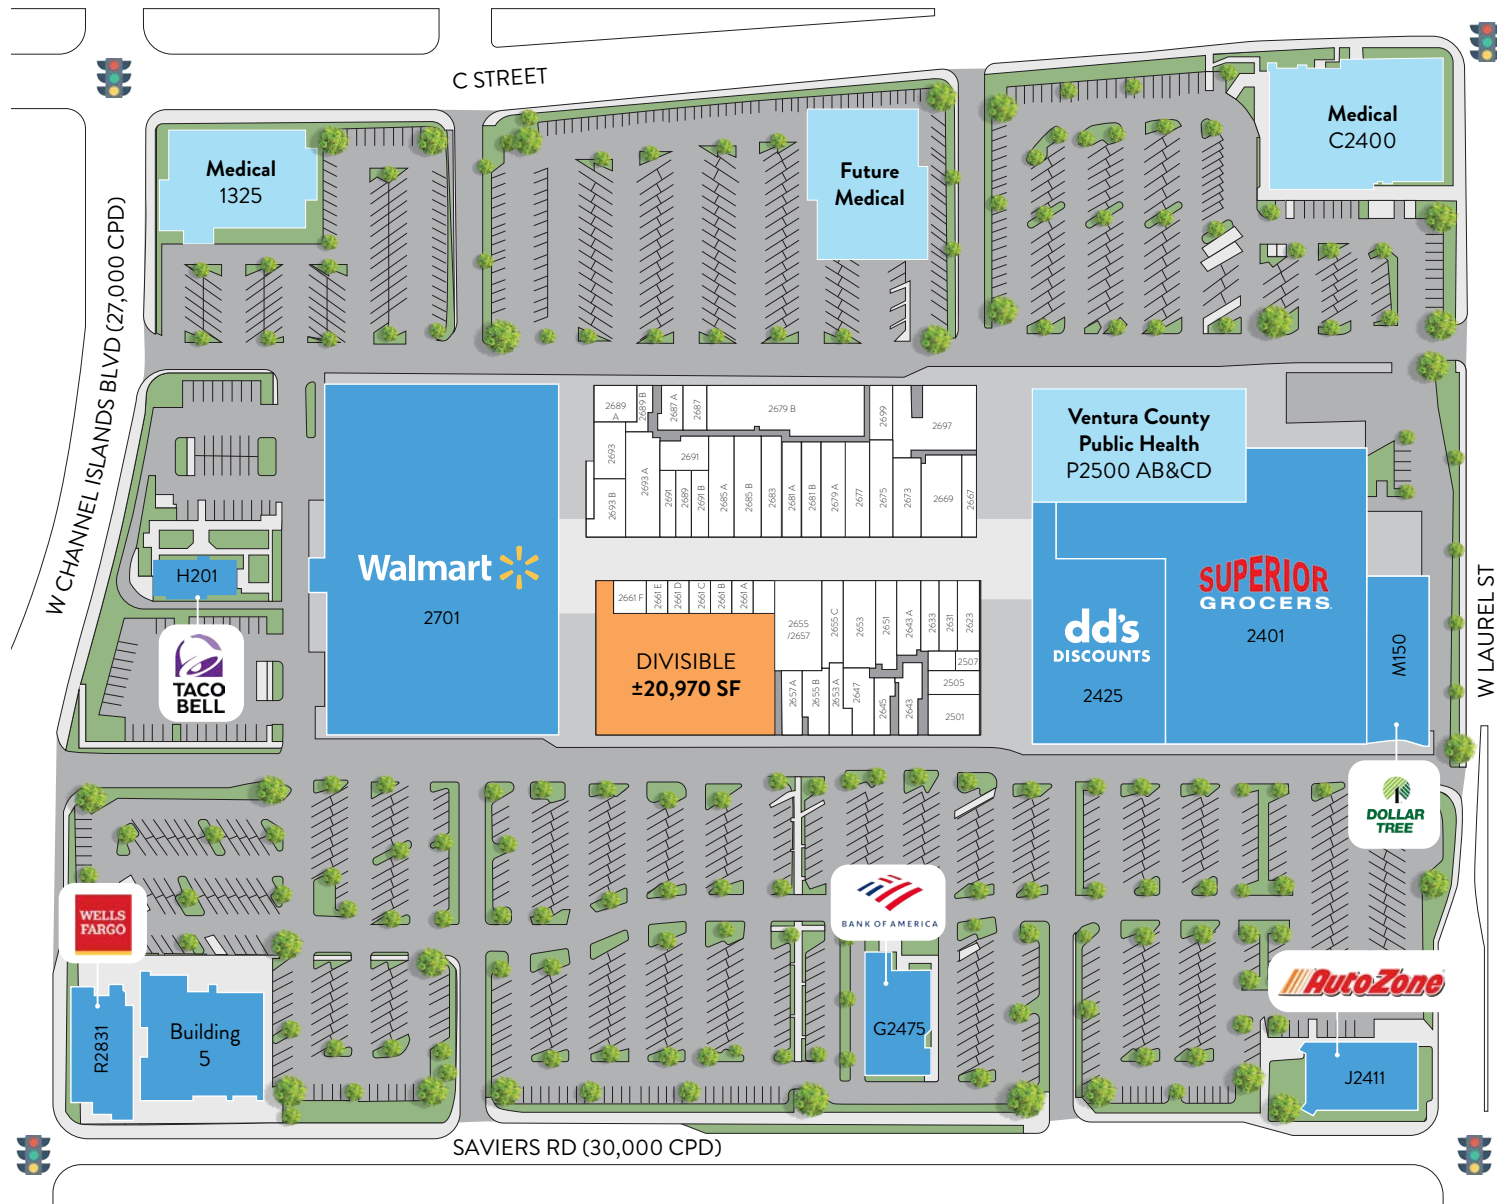 C STREET
Medical
1325
Future
Medical
Medical
C2400
W CHANNEL ISLANDS BLVD (27,000 CPD)
Walmart
2701
2689
A
2689 B
2687 A
2687
2679 B
2699
2697
2693
2693 A
2693 B
2691
2691
2689
2691 B
2685 A
2685 B
2683
2681 A
2681 B
2679 A
2677
2675
2673
2669
2667
Ventura County
Public Health
P2500 AB&CD
H201
TACO
BELL
2661 F
2661 E
2661 D
2661 C
2661 B
2661 A
DIVISIBLE
±20,970 SF
2655
/2657
2655 C
2653
2651
2643 A
2633
2631
2623
2507
2505
2501
2657 A
2655 B
2653 A
2647
2645
2643
SUPERIOR
GROCERS
2401
dd's
DISCOUNTS
2425
M150
W LAUREL ST
DOLLAR
TREE
WELLS
FARGO
R2831
Building
5
BANK OF AMERICA
G2475
AutoZone
J2411
SAVIERS RD (30,000 CPD)